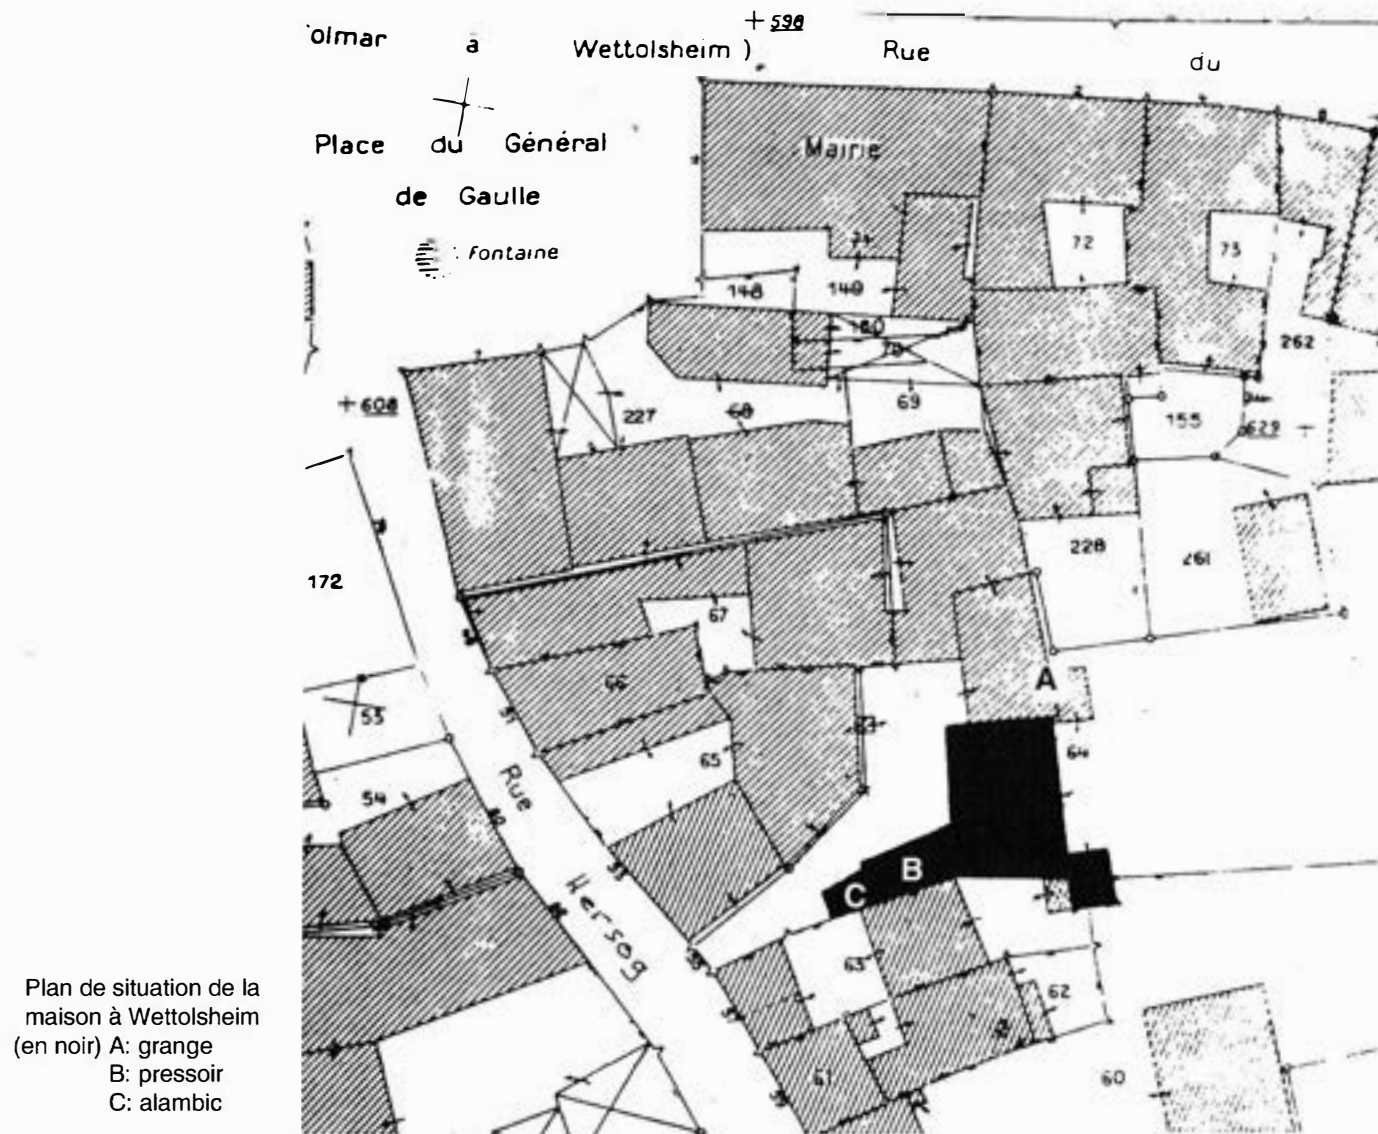 olmar a Wettolsheim ) Rue du
598
Place du Général
de Gaulle
: Fontaine
Mairie
71
72
73
148
149
262
608
227
68
69
155
629
172
228
261
67
66
A
53
64
65
54
Rue
B
C
Hersog
63
62
61
60
Plan de situation de la
maison à Wettolsheim
(en noir) A: grange
B: pressoir
C: alambic